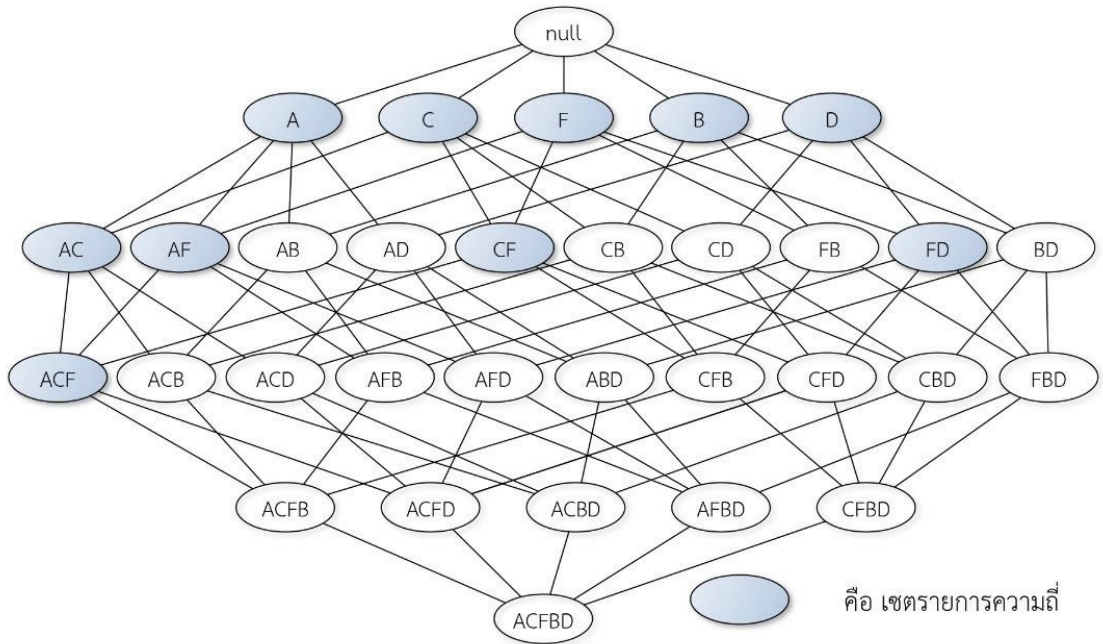 null
A C F B D
AC AF AB AD CF CB CD FB FD BD
ACF ACB ACD AFB AFD ABD CFB CFD CBD FBD
ACFB ACFD ACBD AFBD CFBD
ACFBD
คือ เซตรายการความถี่